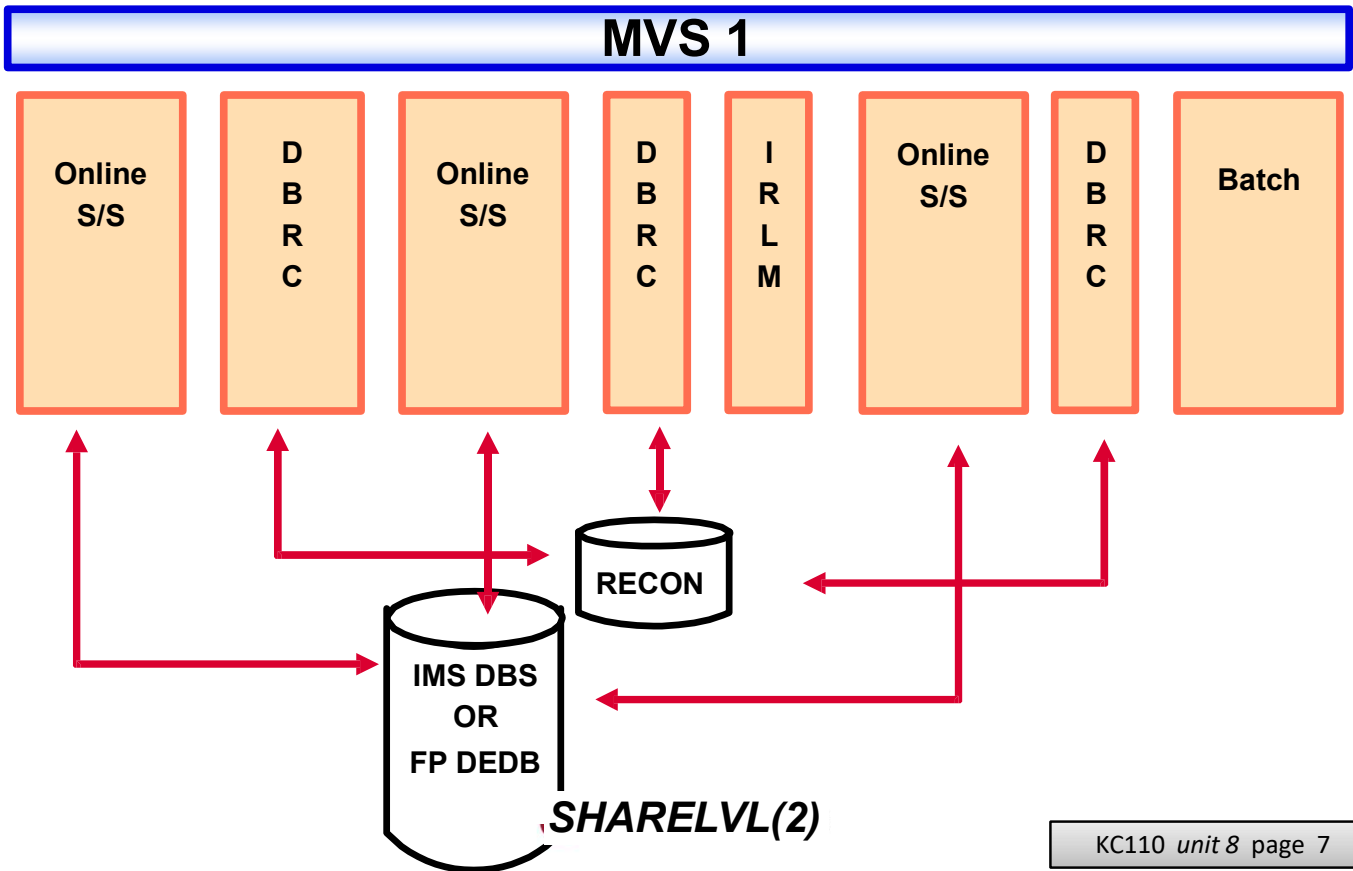 MVS 1
Online
S/S
D
B
R
C
Online
S/S
D
B
R
C
I
R
L
M
Online
S/S
D
B
R
C
Batch
RECON
IMS DBS
OR
FP DEDB
SHARELVL(2)
KC110 unit 8 page 7